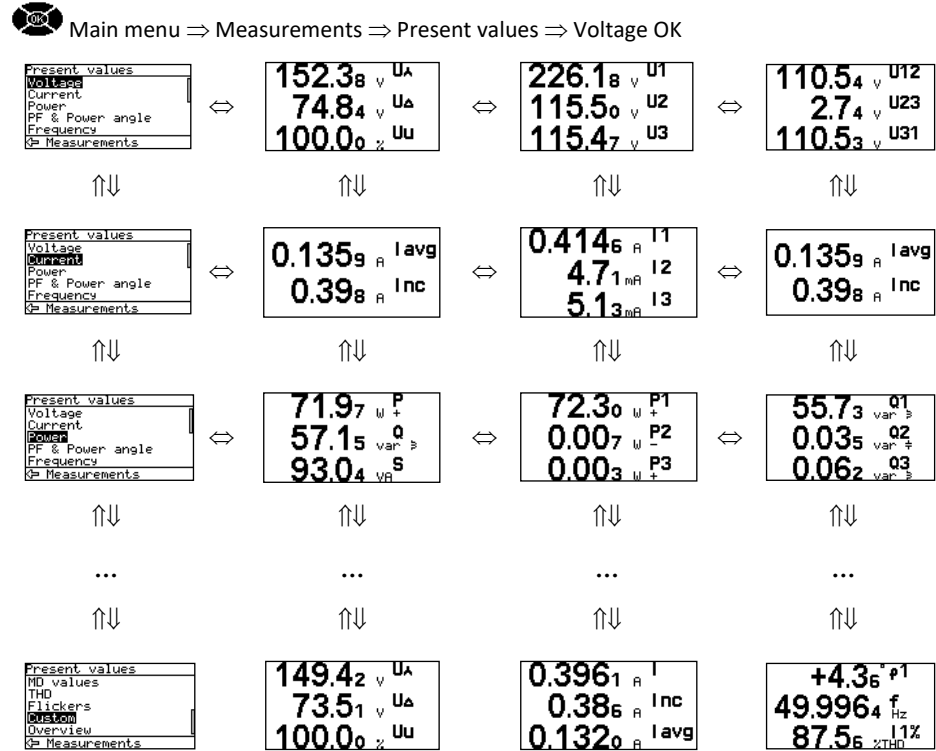 OK Main menu ⇒ Measurements ⇒ Present values ⇒ Voltage OK
Present values
Voltage
Current
Power
PF & Power angle
Frequency
⇦ Measurements
⇔
152.38 V U⅄
74.84 V U▵
100.00 % Uu
⇔
226.18 V U1
115.50 V U2
115.47 V U3
⇔
110.54 V U12
2.74 V U23
110.53 V U31
⇑⇓ ⇑⇓ ⇑⇓ ⇑⇓
Present values
Voltage
Current
Power
PF & Power angle
Frequency
⇦ Measurements
⇔
0.1359 A Iavg
0.398 A Inc
⇔
0.4146 A I1
4.71 mA I2
5.13 mA I3
⇔
0.1359 A Iavg
0.398 A Inc
⇑⇓ ⇑⇓ ⇑⇓ ⇑⇓
Present values
Voltage
Current
Power
PF & Power angle
Frequency
⇦ Measurements
⇔
71.97 W + P
57.15 var Q
93.04 VA S
⇔
72.30 W + P1
0.007 W − P2
0.003 W + P3
⇔
55.73 var Q1
0.035 var Q2
0.062 var Q3
⇑⇓ ⇑⇓ ⇑⇓ ⇑⇓
... ... ... ...
⇑⇓ ⇑⇓ ⇑⇓ ⇑⇓
Present values
MD values
THD
Flickers
Custom
Overview
⇦ Measurements
149.42 V U⅄
73.51 V U▵
100.00 % Uu
0.3961 A I
0.386 A Inc
0.1320 A Iavg
+4.36° φ1
49.9964 Hz f
87.56 %THD I1%